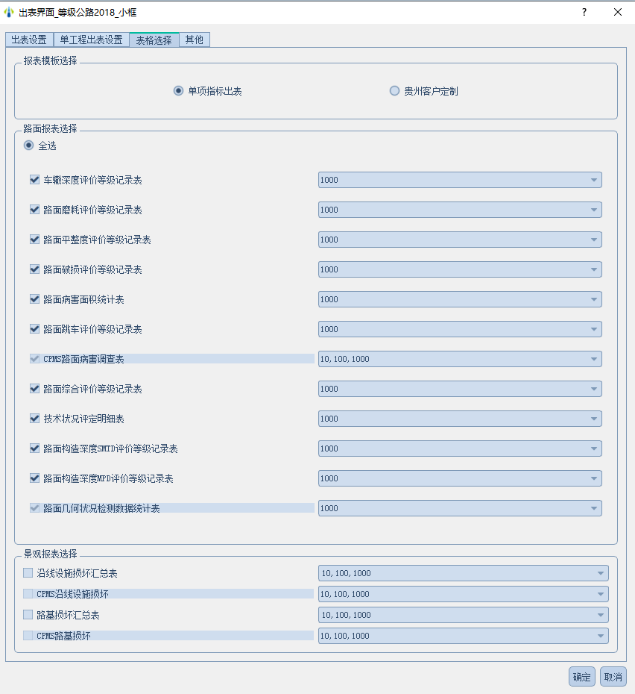 出表界面_等级公路2018_小框
出表设置 单工程出表设置 表格选择 其他
报表模板选择
单项指标出表 贵州客户定制
路面报表选择
全选
车辙深度评价等级记录表 1000
路面磨耗评价等级记录表 1000
路面平整度评价等级记录表 1000
路面破损评价等级记录表 1000
路面病害面积统计表 1000
路面跳车评价等级记录表 1000
CPMS路面病害调查表 10,100,1000
路面综合评价等级记录表 1000
技术状况评定明细表 1000
路面构造深度SMTD评价等级记录表 1000
路面构造深度MPD评价等级记录表 1000
路面几何状况检测数据统计表 1000
景观报表选择
沿线设施损坏汇总表 10,100,1000
CPMS沿线设施损坏 10,100,1000
路基损坏汇总表 10,100,1000
CPMS路基损坏 10,100,1000
确定 取消